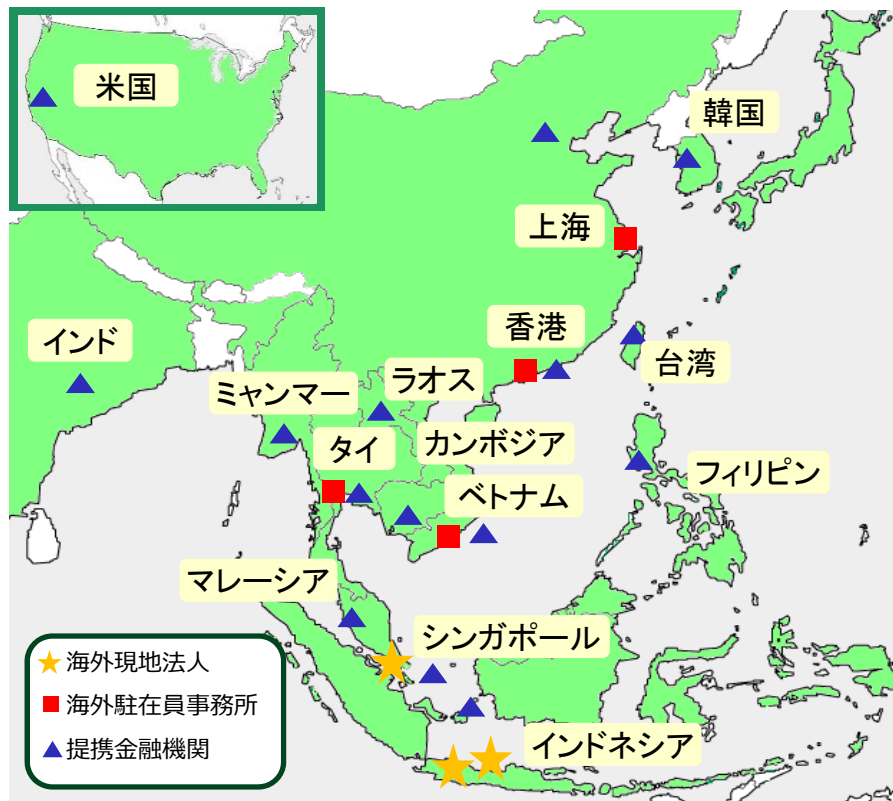 米国
韓国
上海
香港
台湾
インド
ラオス
ミャンマー
カンボジア
タイ
フィリピン
ベトナム
マレーシア
シンガポール
インドネシア
海外現地法人
海外駐在員事務所
提携金融機関